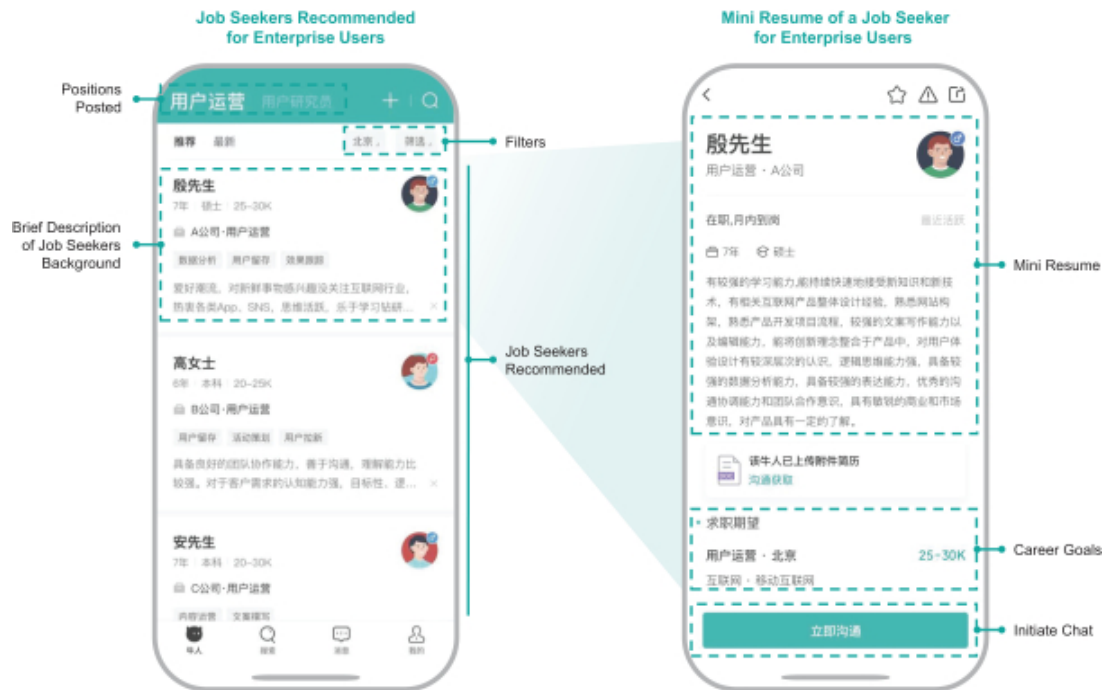 Job Seekers Recommended
for Enterprise Users
Positions
Posted
用户运营 用户研究员
推荐 最新 北京 筛选
Filters
殷先生
7年 硕士 25-30K
A公司·用户运营
数据分析 用户留存 效果跟踪
爱好潮流，对新鲜事物感兴趣没关注互联网行业，
热衷各类App、SNS，思维活跃，乐于学习钻研...
Brief Description
of Job Seekers
Background
高女士
6年 本科 20-25K
B公司·用户运营
用户留存 活动策划 用户拉新
具备良好的团队协作能力，善于沟通，理解能力比
较强。对于客户需求的认知能力强，目标性、逻...
Job Seekers
Recommended
安先生
7年 本科 20-30K
C公司·用户运营
内容运营 文案撰写
牛人 搜索 消息 我的
Mini Resume of a Job Seeker
for Enterprise Users
殷先生
用户运营 · A公司
在职,月内到岗 最近活跃
7年 硕士
有较强的学习能力,能持续快速地接受新知识和新技
术，有相关互联网产品整体设计经验，熟悉网站构
架，熟悉产品开发项目流程，较强的文案写作能力以
及编辑能力，能将创新理念整合于产品中，对用户体
验设计有较深层次的认识，逻辑思维能力强，具备较
强的数据分析能力，具备较强的表达能力，优秀的沟
通协调能力和团队合作意识，具有敏锐的商业和市场
意识，对产品具有一定的了解。
Mini Resume
该牛人已上传附件简历
沟通获取
求职期望
用户运营 · 北京 25-30K
互联网 · 移动互联网
Career Goals
立即沟通
Initiate Chat